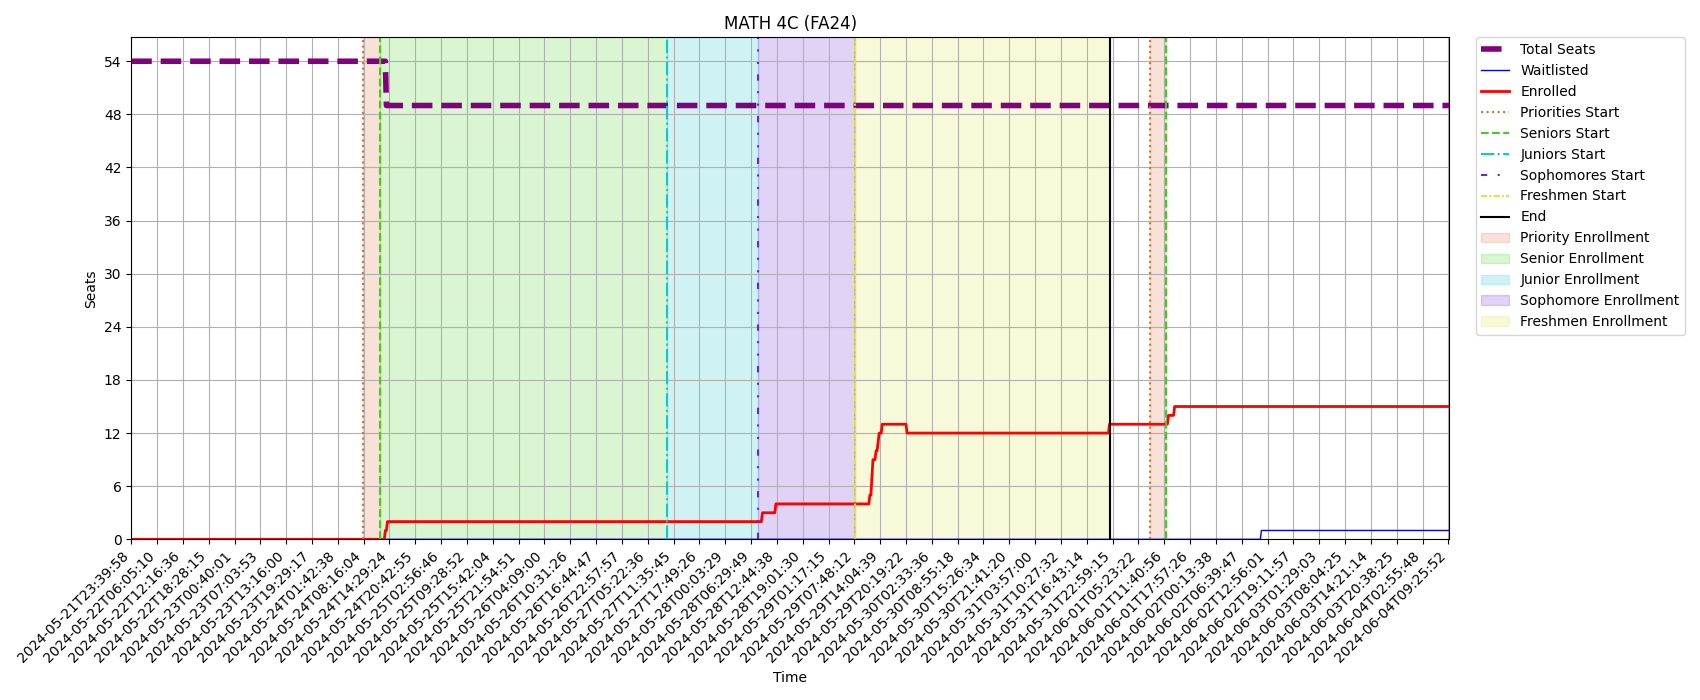 MATH 4C (FA24)
Seats
54
48
42
36
30
24
18
12
6
0
2024-05-21T23:39:58
2024-05-22T06:05:10
2024-05-22T12:16:36
2024-05-22T18:28:15
2024-05-23T00:40:01
2024-05-23T07:03:53
2024-05-23T13:16:00
2024-05-23T19:29:17
2024-05-24T01:42:38
2024-05-24T08:16:04
2024-05-24T14:29:24
2024-05-24T20:42:55
2024-05-25T02:56:46
2024-05-25T09:28:52
2024-05-25T15:42:04
2024-05-25T21:54:51
2024-05-26T04:09:00
2024-05-26T10:31:26
2024-05-26T16:44:47
2024-05-26T22:57:57
2024-05-27T05:22:36
2024-05-27T11:35:45
2024-05-27T17:49:26
2024-05-28T00:03:29
2024-05-28T06:29:49
2024-05-28T12:44:38
2024-05-28T19:01:30
2024-05-29T01:17:15
2024-05-29T07:48:12
2024-05-29T14:04:39
2024-05-29T20:19:22
2024-05-30T02:33:36
2024-05-30T08:55:18
2024-05-30T15:26:34
2024-05-30T21:41:20
2024-05-31T03:57:00
2024-05-31T10:27:32
2024-05-31T16:43:14
2024-05-31T22:59:15
2024-06-01T05:23:22
2024-06-01T11:40:56
2024-06-01T17:57:26
2024-06-02T00:13:38
2024-06-02T06:39:47
2024-06-02T12:56:01
2024-06-02T19:11:57
2024-06-03T01:29:03
2024-06-03T08:04:25
2024-06-03T14:21:14
2024-06-03T20:38:25
2024-06-04T02:55:48
2024-06-04T09:25:52
Time
Total Seats
Waitlisted
Enrolled
Priorities Start
Seniors Start
Juniors Start
Sophomores Start
Freshmen Start
End
Priority Enrollment
Senior Enrollment
Junior Enrollment
Sophomore Enrollment
Freshmen Enrollment